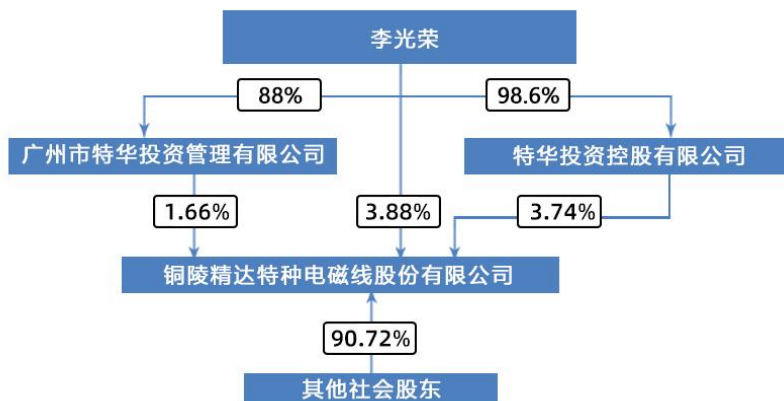 李光荣
88%
98.6%
广州市特华投资管理有限公司
特华投资控股有限公司
1.66%
3.88%
3.74%
铜陵精达特种电磁线股份有限公司
90.72%
其他社会股东